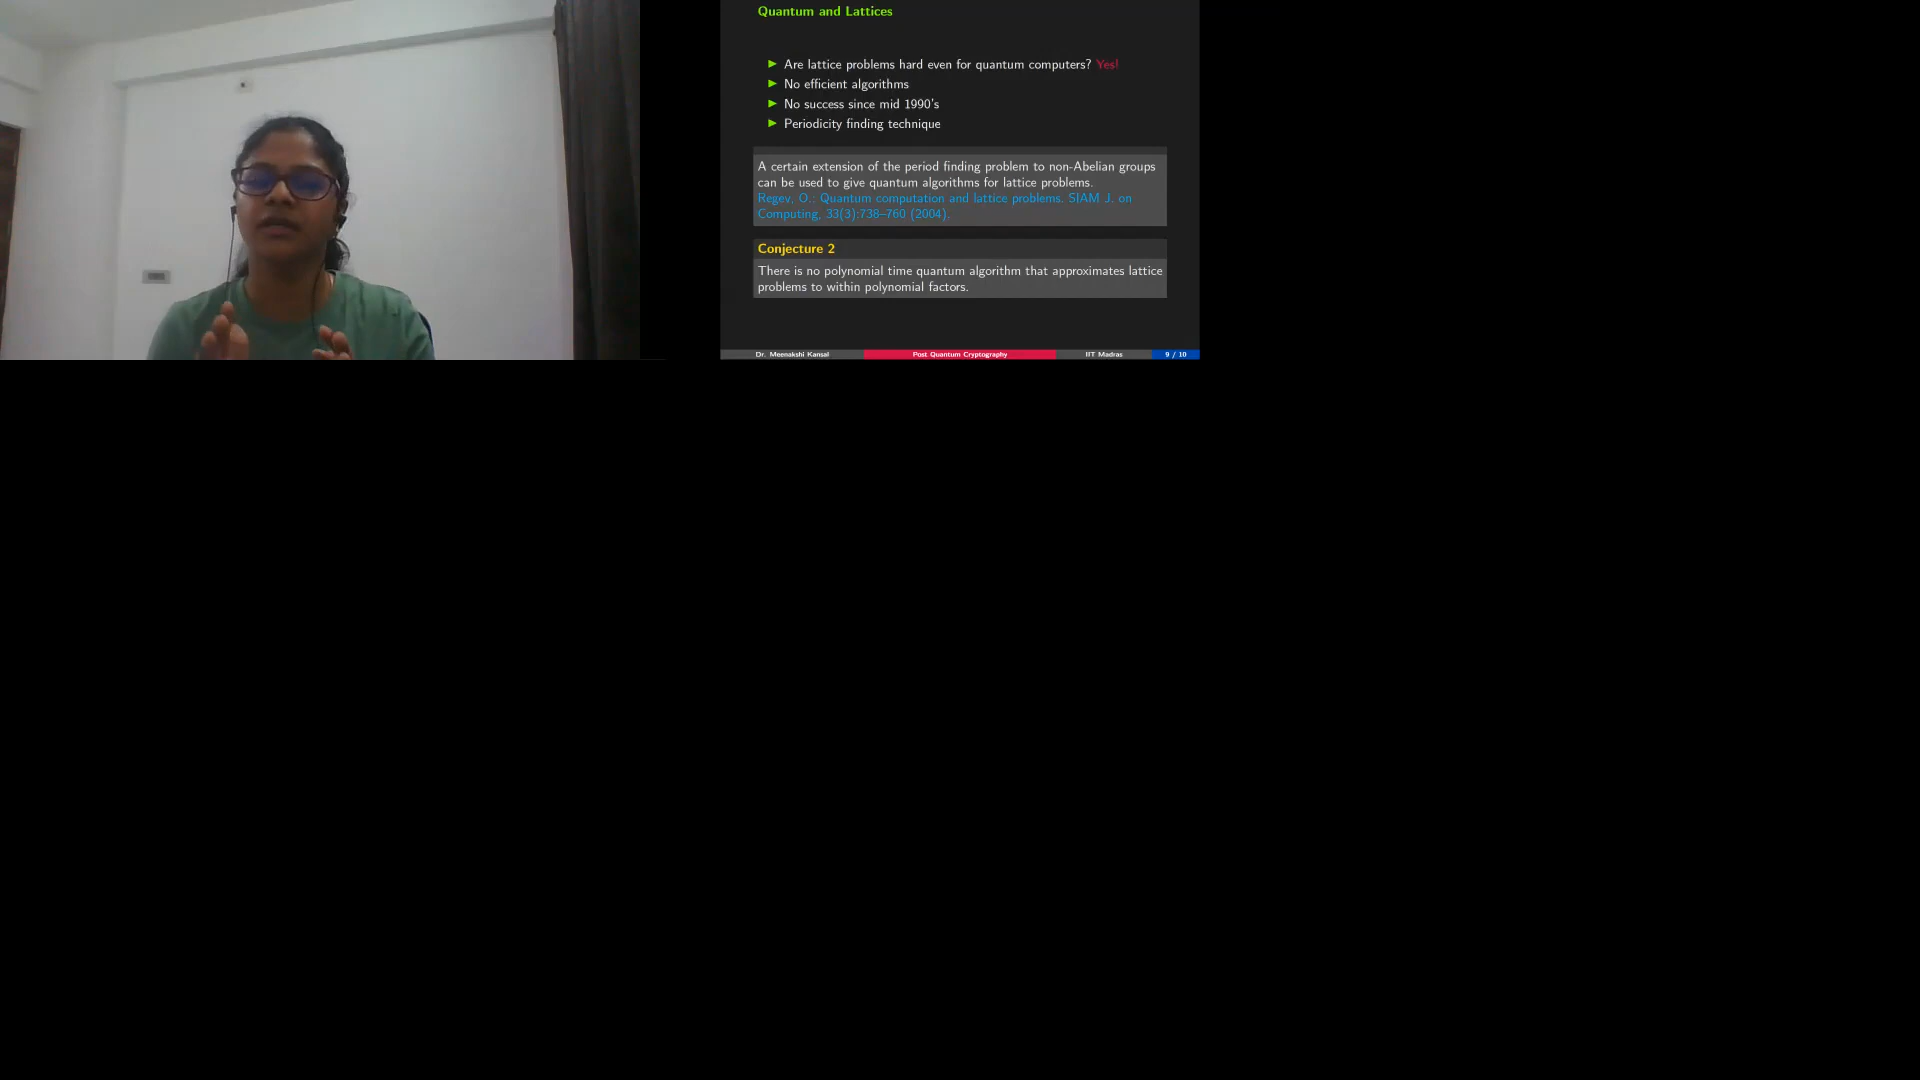 Quantum and Lattices
Are lattice problems hard even for quantum computers? Yes!
No efficient algorithms
No success since mid 1990's
Periodicity finding technique
A certain extension of the period finding problem to non-Abelian groups
can be used to give quantum algorithms for lattice problems.
Regev, O.: Quantum computation and lattice problems. SIAM J. on
Computing, 33(3):738–760 (2004).
Conjecture 2
There is no polynomial time quantum algorithm that approximates lattice
problems to within polynomial factors.
Dr. Meenakshi Kansal Post Quantum Cryptography IIT Madras 9 / 10